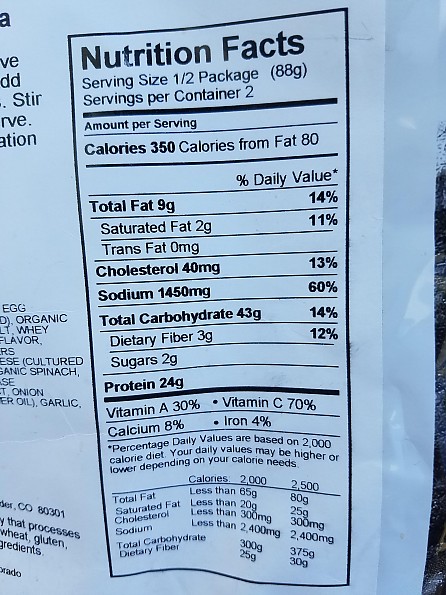 a
ve
dd
. Stir
rve.
ation
Nutrition Facts
Serving Size 1/2 Package (88g)
Servings per Container 2
Amount per Serving
Calories 350 Calories from Fat 80
% Daily Value*
Total Fat 9g 14%
Saturated Fat 2g 11%
Trans Fat 0mg
Cholesterol 40mg 13%
Sodium 1450mg 60%
Total Carbohydrate 43g 14%
Dietary Fiber 3g 12%
Sugars 2g
Protein 24g
Vitamin A 30% • Vitamin C 70%
Calcium 8% • Iron 4%
*Percentage Daily Values are based on 2,000
calorie diet. Your daily values may be higher or
lower depending on your calorie needs.
Calories: 2,000 2,500
Total Fat Less than 65g 80g
Saturated Fat Less than 20g 25g
Cholesterol Less than 300mg 300mg
Sodium Less than 2,400mg 2,400mg
Total Carbohydrate 300g 375g
Dietary Fiber 25g 30g
EGG
D), ORGANIC
LT, WHEY
FLAVOR,
ERS
ESE (CULTURED
GANIC SPINACH,
ASE
ST, ONION
ER OIL), GARLIC,
der, CO 80301
y that processes
wheat, gluten,
gredients.
orado